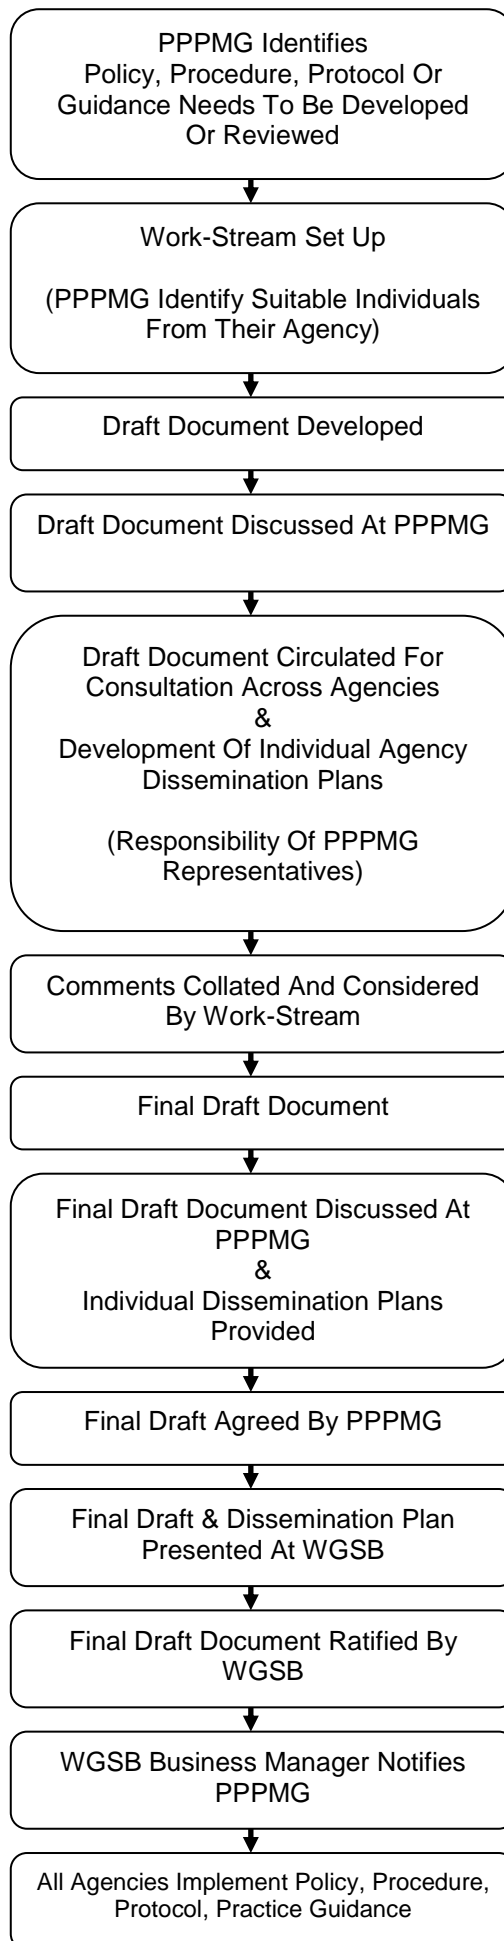 PPPMG Identifies
Policy, Procedure, Protocol Or
Guidance Needs To Be Developed
Or Reviewed
Work-Stream Set Up
(PPPMG Identify Suitable Individuals
From Their Agency)
Draft Document Developed
Draft Document Discussed At PPPMG
Draft Document Circulated For
Consultation Across Agencies
&
Development Of Individual Agency
Dissemination Plans
(Responsibility Of PPPMG
Representatives)
Comments Collated And Considered
By Work-Stream
Final Draft Document
Final Draft Document Discussed At
PPPMG
&
Individual Dissemination Plans
Provided
Final Draft Agreed By PPPMG
Final Draft & Dissemination Plan
Presented At WGSB
Final Draft Document Ratified By
WGSB
WGSB Business Manager Notifies
PPPMG
All Agencies Implement Policy, Procedure,
Protocol, Practice Guidance